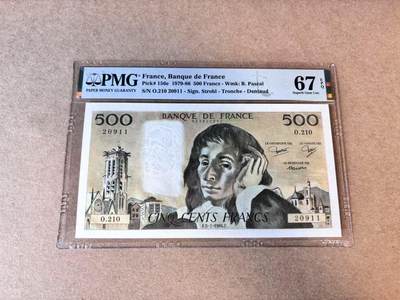 PMG
PAPER MONEY GUARANTY
France, Banque de France
Pick# 156e 1979-86 500 Francs - Wmk: B. Pascal
S/N O.210 20911 - Sign. Strohl - Tronche - Dentaud
67 EPQ
Superb Gem Unc
500
BANQUE DE FRANCE
500
20911
O.210
O.210
20911
CINQ CENTS FRANCS